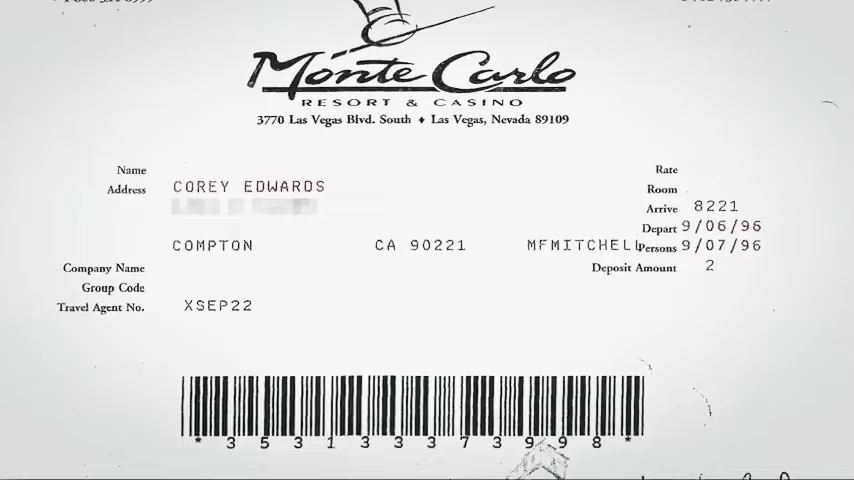 Monte Carlo
RESORT & CASINO
3770 Las Vegas Blvd. South ♦ Las Vegas, Nevada 89109
Name
Rate
Address COREY EDWARDS
Room
Arrive 8221
Depart 9/06/96
COMPTON CA 90221 MFMITCHELL Persons 9/07/96
Company Name
Deposit Amount 2
Group Code
Travel Agent No. XSEP22
*353133373998*